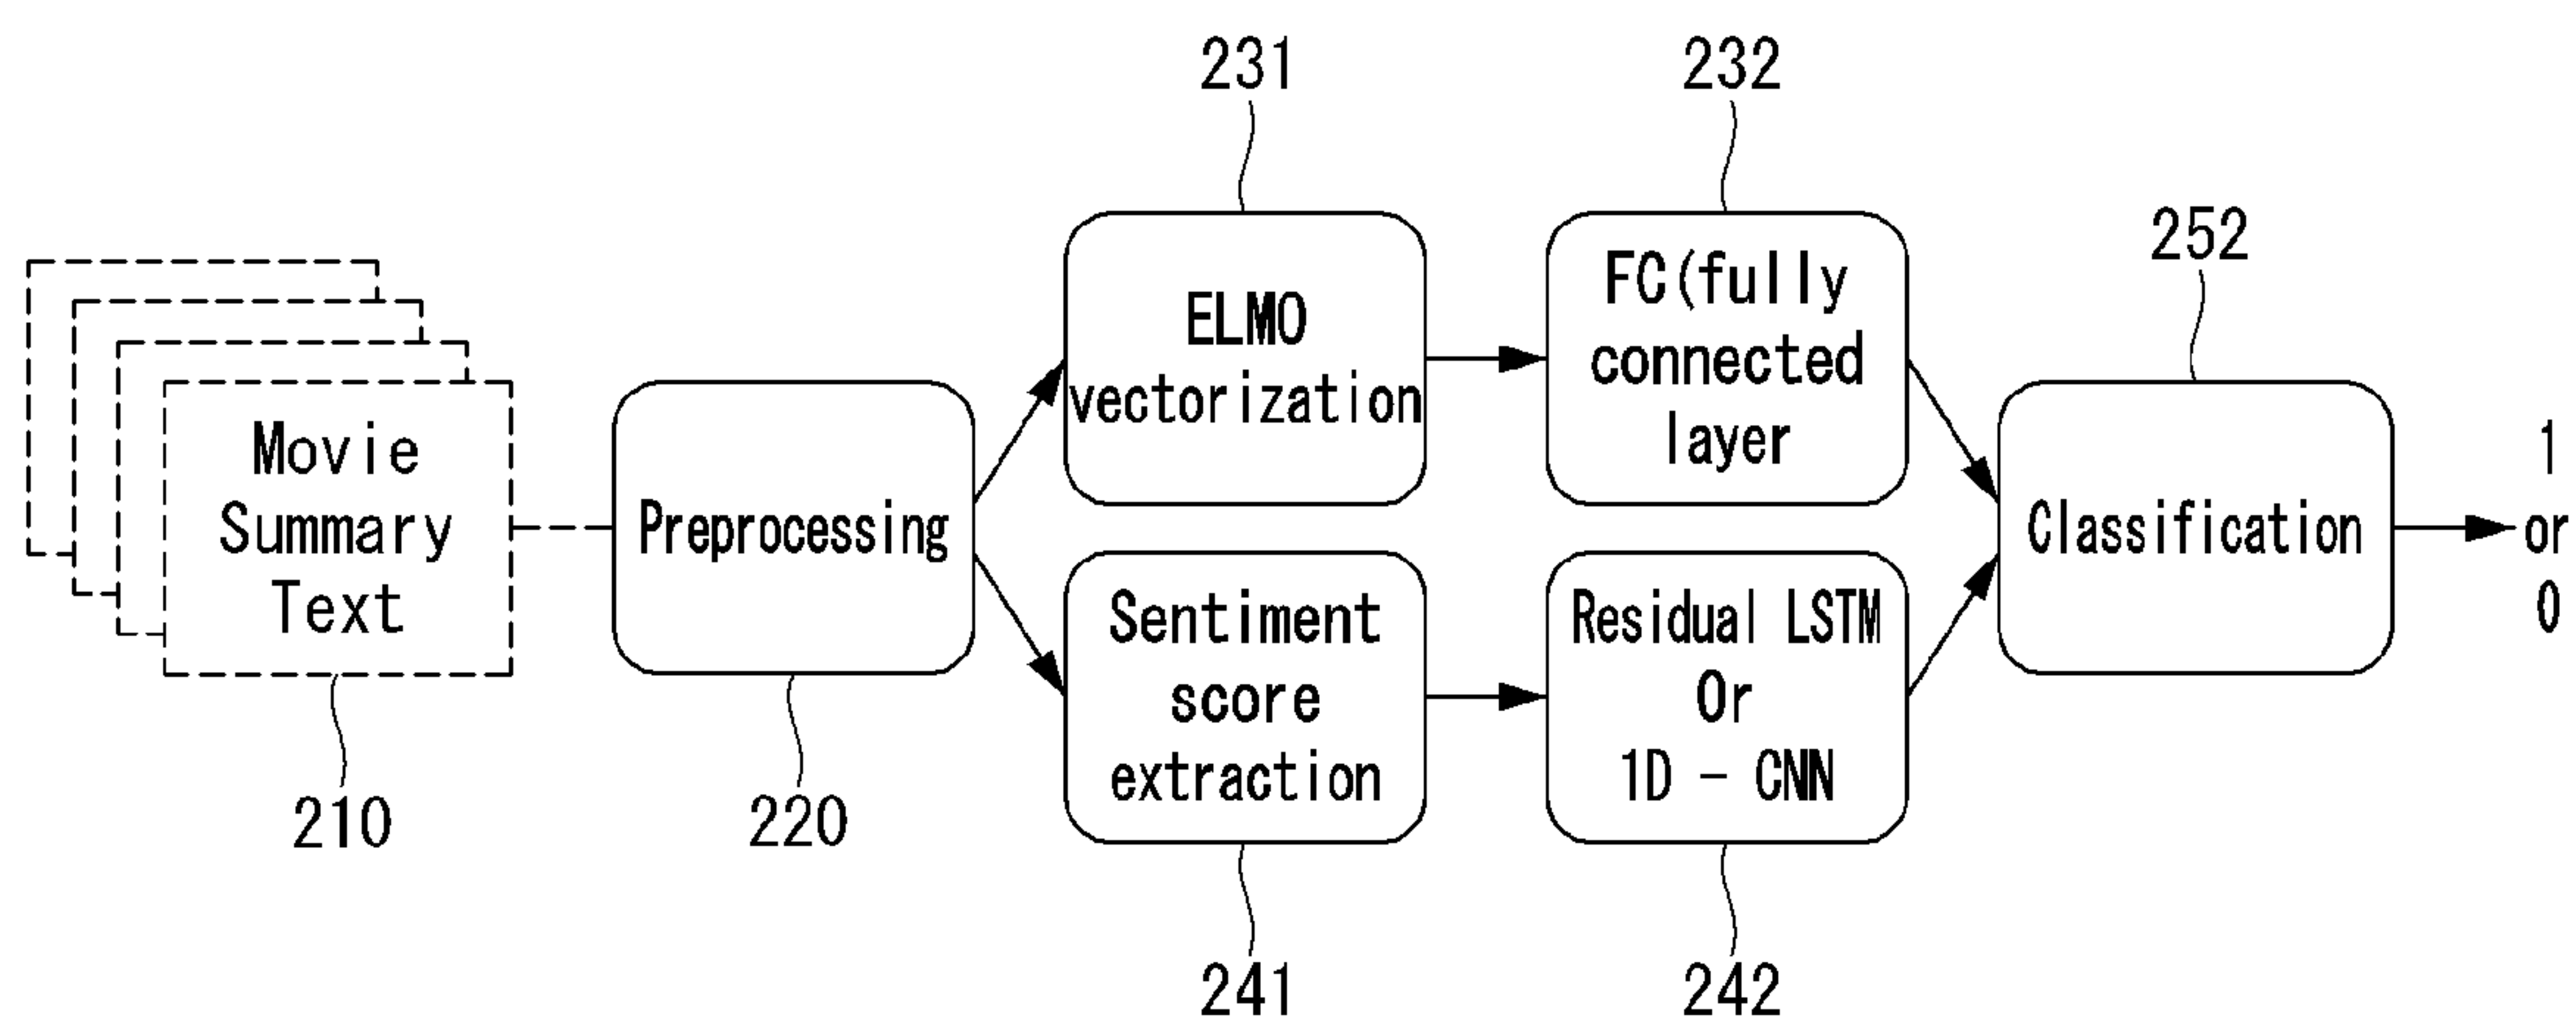 231
232
252
ELMO
vectorization
FC(fully
connected
layer
Movie
Summary
Text
Preprocessing
Classification
1
or
0
Sentiment
score
extraction
Residual LSTM
Or
1D - CNN
210
220
241
242